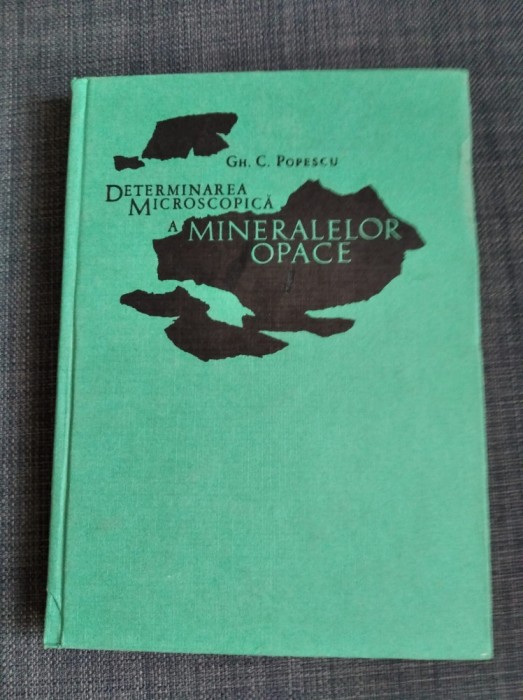 GH. C. POPESCU
DETERMINAREA
MICROSCOPICĂ
A MINERALELOR
OPACE